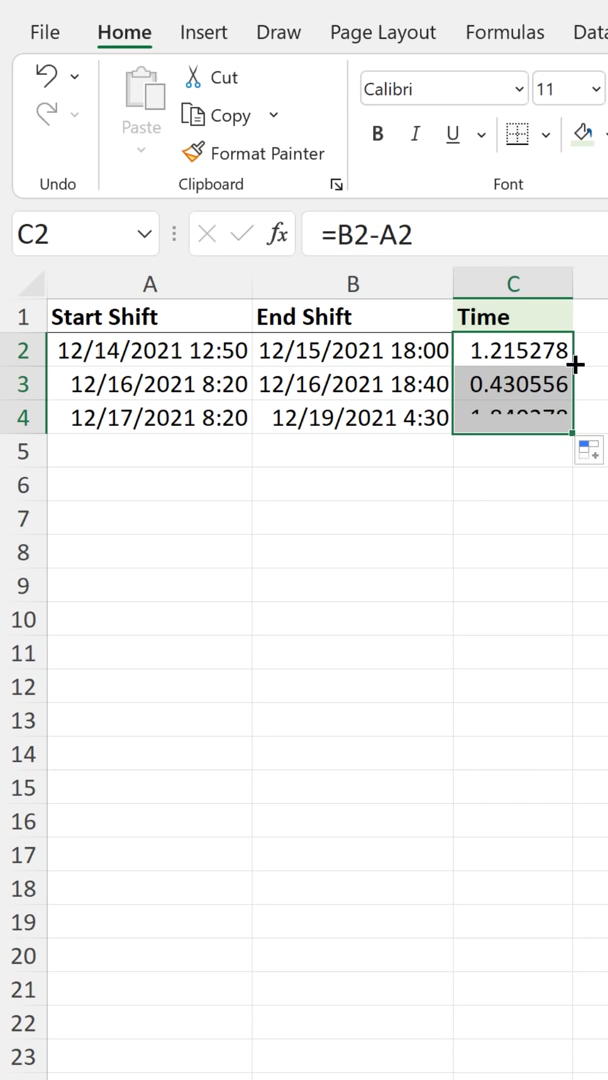 File Home Insert Draw Page Layout Formulas
Cut
Copy
Paste
Format Painter
Undo Clipboard Font
Calibri 11
B I U
C2 fx =B2-A2
A B C
1 Start Shift End Shift Time
2 12/14/2021 12:50 12/15/2021 18:00 1.215278
3 12/16/2021 8:20 12/16/2021 18:40 0.430556
4 12/17/2021 8:20 12/19/2021 4:30
5
6
7
8
9
10
11
12
13
14
15
16
17
18
19
20
21
22
23